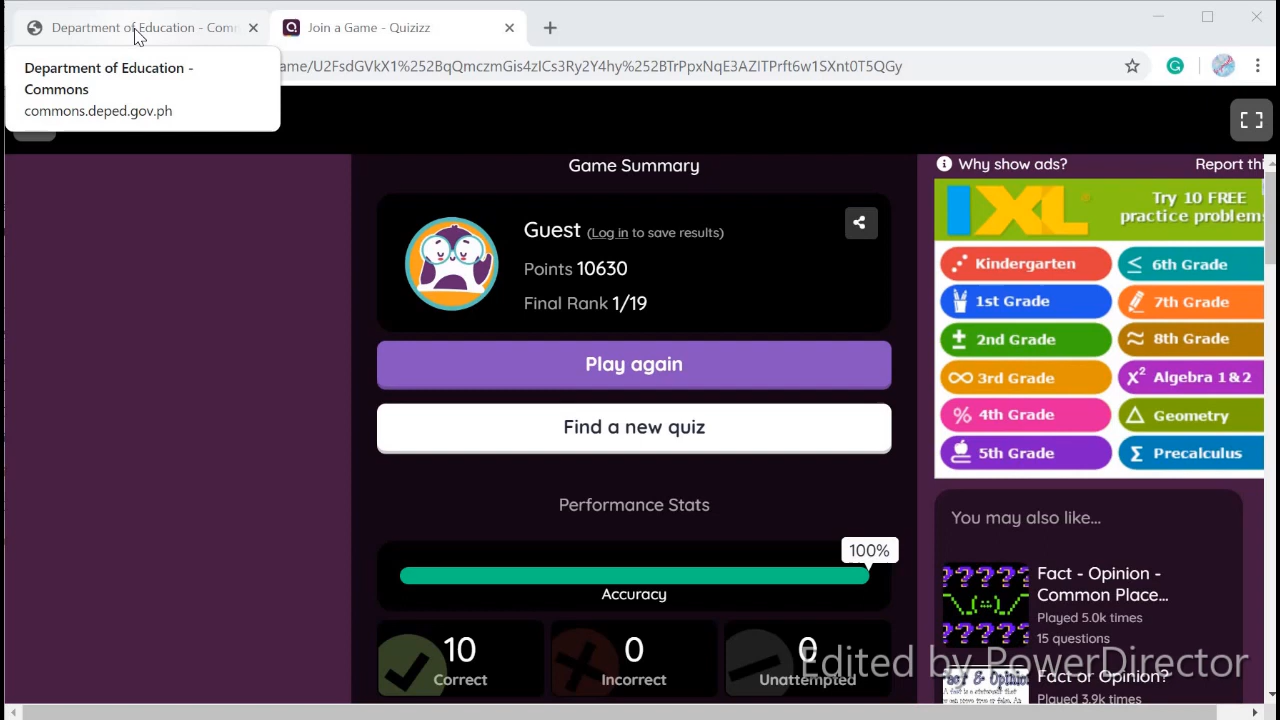 Department of Education - Com
Join a Game - Quizizz
Department of Education -
Commons
commons.deped.gov.ph
ame/U2FsdGVkX1%252BqQmczmGis4zICs3Ry2Y4hy%252BTrPpxNqE3AZITPrft6w1SXnt0T5QGy
Game Summary
Why show ads?
Report thi
Guest (Log in to save results)
Points 10630
Final Rank 1/19
IXL
Try 10 FREE
practice problems
Kindergarten
6th Grade
1st Grade
7th Grade
2nd Grade
8th Grade
3rd Grade
Algebra 1&2
4th Grade
Geometry
5th Grade
Precalculus
Play again
Find a new quiz
Performance Stats
You may also like...
100%
Accuracy
Fact - Opinion -
Common Place...
Played 5.0k times
15 questions
10
Correct
0
Incorrect
0
Unattempted
Fact or Opinion?
Played 3.9k times
Edited by PowerDirector